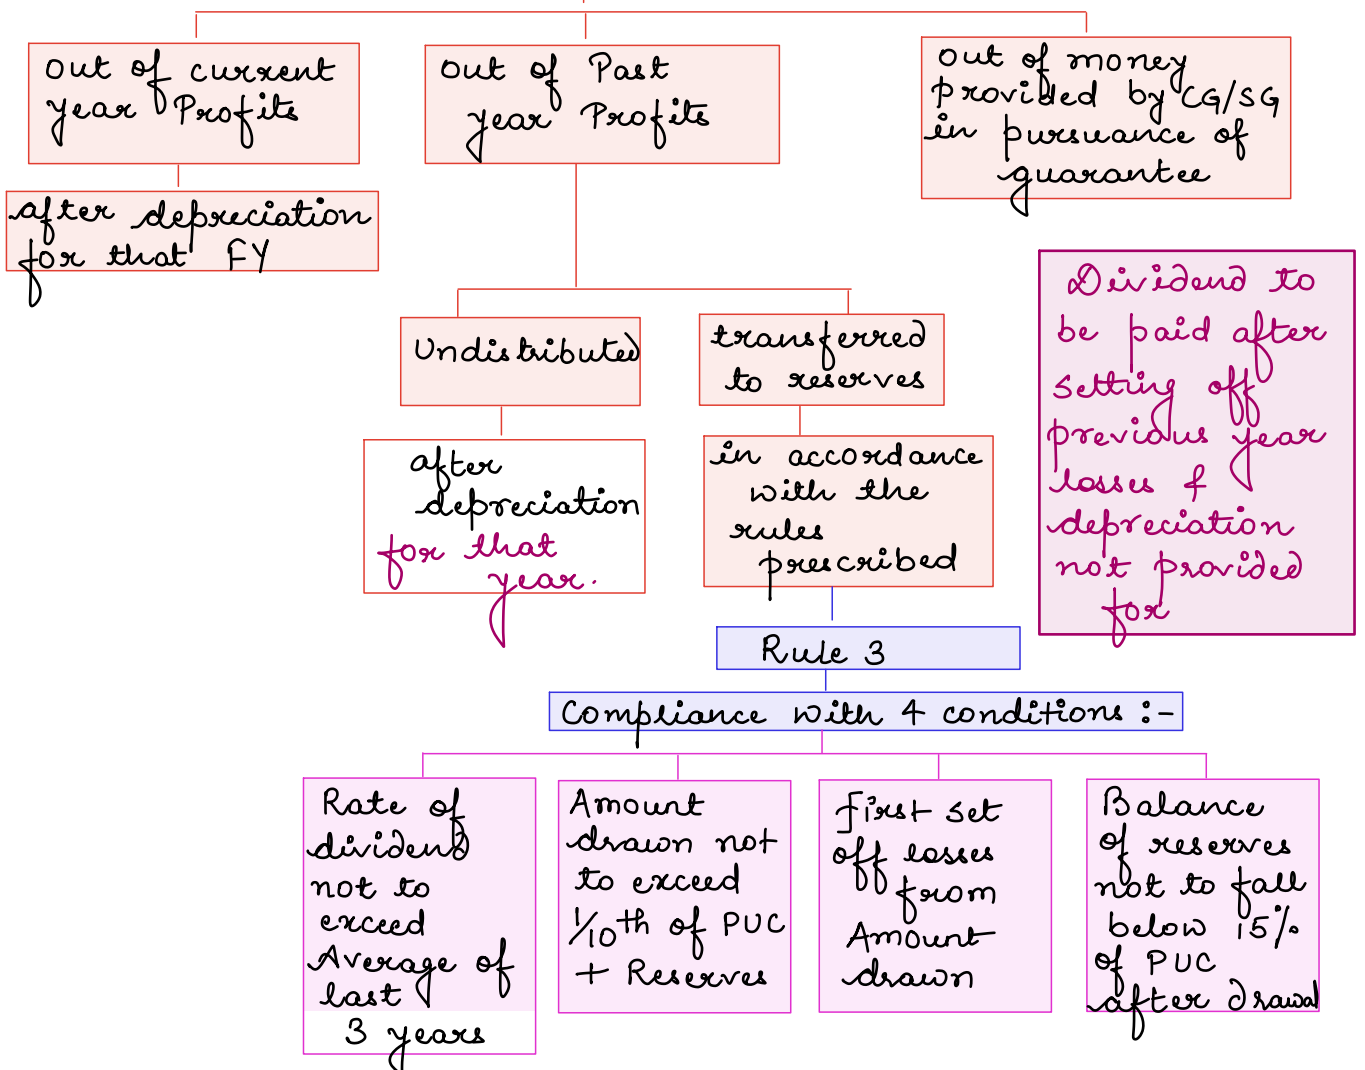 out of current
year Profits
out of Past
year Profits
out of money
provided by CG/SG
in pursuance of
guarantee
after depreciation
for that FY
Dividend to
be paid after
setting off
previous year
losses &
depreciation
not provided
for
Undistributed
transferred
to reserves
after
depreciation
for that
year.
in accordance
with the
rules
prescribed
Rule 3
Compliance with 4 conditions :-
Rate of
dividend
not to
exceed
Average of
last
3 years
Amount
drawn not
to exceed
1/10th of PUC
+ Reserves
First set
off losses
from
Amount
drawn
Balance
of reserves
not to fall
below 15%
of PUC
after drawal